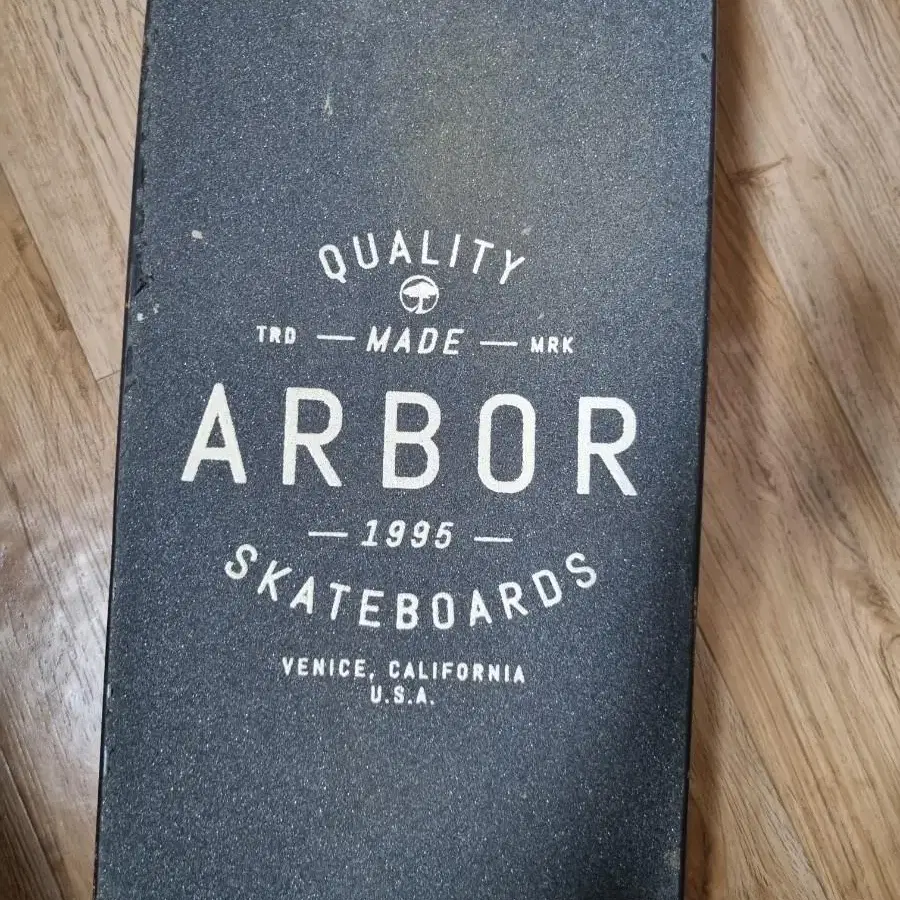 QUALITY
TRD — MADE — MRK
ARBOR
— 1995 —
SKATEBOARDS
VENICE, CALIFORNIA
U.S.A.